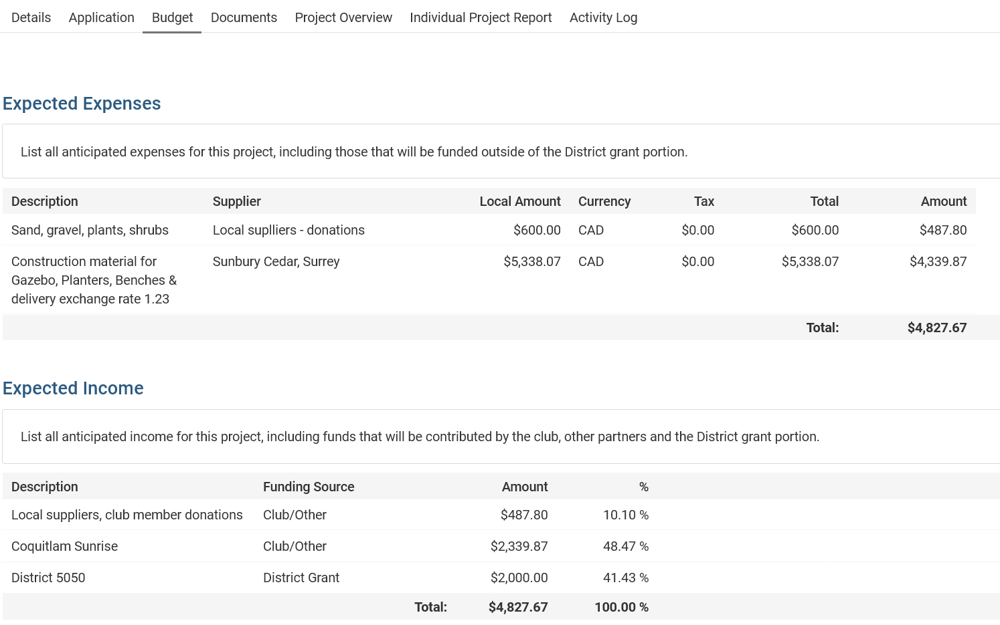 Details Application Budget Documents Project Overview Individual Project Report Activity Log
Expected Expenses
List all anticipated expenses for this project, including those that will be funded outside of the District grant portion.
Description Supplier Local Amount Currency Tax Total Amount
Sand, gravel, plants, shrubs Local suplliers - donations $600.00 CAD $0.00 $600.00 $487.80
Construction material for Sunbury Cedar, Surrey $5,338.07 CAD $0.00 $5,338.07 $4,339.87
Gazebo, Planters, Benches &
delivery exchange rate 1.23
Total: $4,827.67
Expected Income
List all anticipated income for this project, including funds that will be contributed by the club, other partners and the District grant portion.
Description Funding Source Amount %
Local suppliers, club member donations Club/Other $487.80 10.10 %
Coquitlam Sunrise Club/Other $2,339.87 48.47 %
District 5050 District Grant $2,000.00 41.43 %
Total: $4,827.67 100.00 %